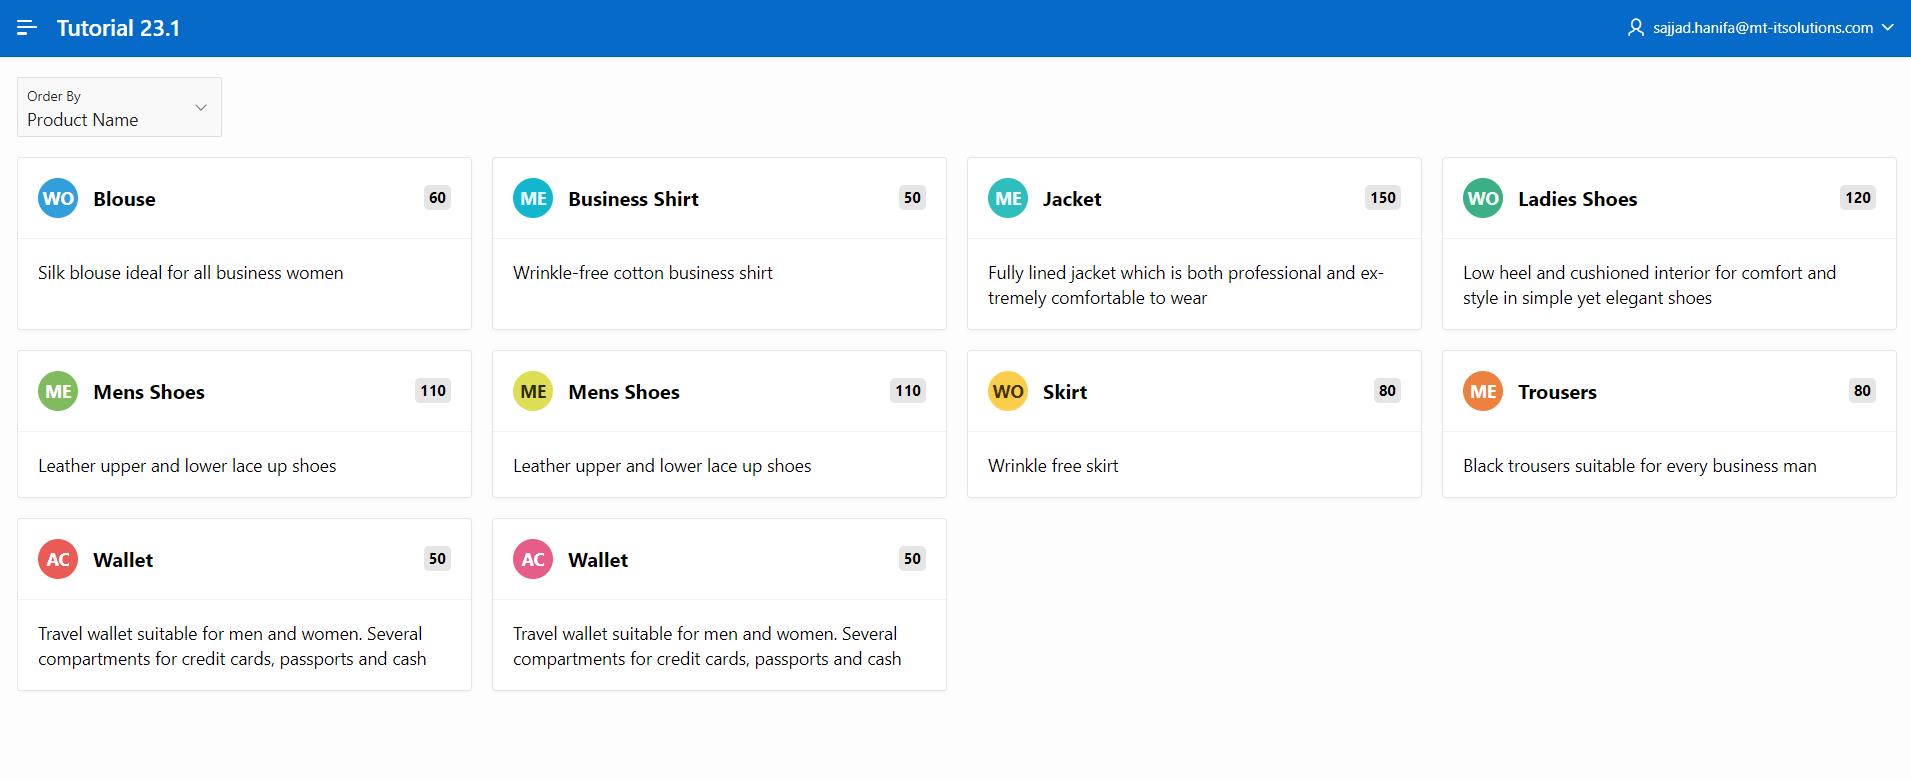 Tutorial 23.1
sajjad.hanifa@mt-itsolutions.com
Order By
Product Name
WO Blouse 60
Silk blouse ideal for all business women
ME Business Shirt 50
Wrinkle-free cotton business shirt
ME Jacket 150
Fully lined jacket which is both professional and ex-
tremely comfortable to wear
WO Ladies Shoes 120
Low heel and cushioned interior for comfort and
style in simple yet elegant shoes
ME Mens Shoes 110
Leather upper and lower lace up shoes
ME Mens Shoes 110
Leather upper and lower lace up shoes
WO Skirt 80
Wrinkle free skirt
ME Trousers 80
Black trousers suitable for every business man
AC Wallet 50
Travel wallet suitable for men and women. Several
compartments for credit cards, passports and cash
AC Wallet 50
Travel wallet suitable for men and women. Several
compartments for credit cards, passports and cash